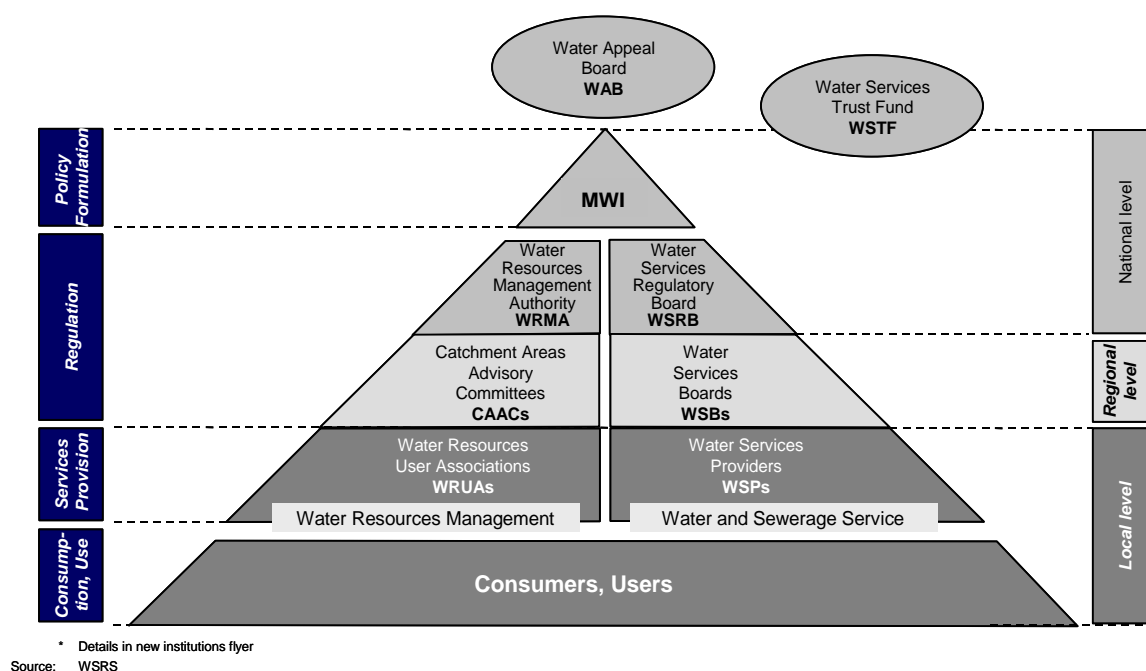 Water Appeal
Board
WAB
Water Services
Trust Fund
WSTF
Policy
Formulation
MWI
National level
Regulation
Water
Resources
Management
Authority
WRMA
Water
Services
Regulatory
Board
WSRB
Catchment Areas
Advisory
Committees
CAACs
Water
Services
Boards
WSBs
Regional
level
Services
Provision
Water Resources
User Associations
WRUAs
Water Services
Providers
WSPs
Water Resources Management
Water and Sewerage Service
Local level
Consump-
tion, Use
Consumers, Users
* Details in new institutions flyer
Source: WSRS